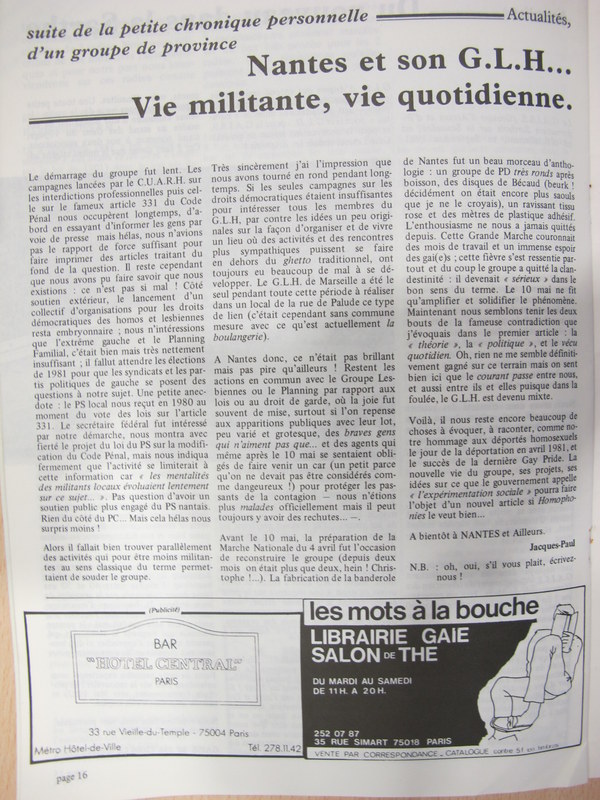 suite de la petite chronique personnelle
d'un groupe de province
Actualités,
Nantes et son G.L.H...
Vie militante, vie quotidienne.
Le démarrage du groupe fut lent. Les
campagnes lancées par le C.U.A.R.H. sur
les interdictions professionnelles puis cel-
le sur le fameux article 331 du Code
Pénal nous occupèrent longtemps, d'a-
bord en essayant d'informer les gens par
voie de presse mais hélas, nous n'avions
pas le rapport de force suffisant pour
faire imprimer des articles traitant du
fond de la question. Il reste cependant
que nous avons pu faire savoir que nous
existions : ce n'est pas si mal ! Côté
soutien extérieur, le lancement d'un
collectif d'organisations pour les droits
démocratiques des homos et lesbiennes
resta embryonnaire ; nous n'intéressions
que l'extrême gauche et le Planning
Familial, c'était bien mais très nettement
insuffisant ; il fallut attendre les élections
de 1981 pour que les syndicats et les par-
tis politiques de gauche se posent des
questions à notre sujet. Une petite anec-
dote : le PS local nous reçut en 1980 au
moment du vote des lois sur l'article
331. Le secrétaire fédéral fut intéressé
par notre démarche, nous montra avec
fierté le projet du loi du PS sur la modifi-
cation du Code Pénal, mais nous indiqua
fermement que l'activité se limiterait à
cette information car « les mentalités
des militants locaux évoluaient lentement
sur ce sujet... ». Pas question d'avoir un
soutien public plus engagé du PS nantais.
Rien du côté du PC... Mais cela hélas nous
surpris moins !
Alors il fallait bien trouver parallèlement
des activités qui pour être moins militan-
tes au sens classique du terme permet-
taient de souder le groupe.
Très sincèrement j'ai l'impression que
nous avons tourné en rond pendant long-
temps. Si les seules campagnes sur les
droits démocratiques étaient insuffisantes
pour intéresser tous les membres du
G.L.H, par contre les idées un peu origi-
nales sur la façon d'organiser et de vivre
un lieu où des activités et des rencontres
plus sympathiques puissent se faire
en dehors du ghetto traditionnel, ont
toujours eu beaucoup de mal à se dé-
velopper. Le G.L.H de Marseille a été le
seul pendant toute cette période à réaliser
dans un local de la rue de Palude ce type
de lien (c'était cependant sans commune
mesure avec ce qu'est actuellement la
boulangerie).
A Nantes donc, ce n'était pas brillant
mais pas pire qu'ailleurs ! Restent les
actions en commun avec le Groupe Les-
biennes ou le Planning par rapport aux
lois ou au droit de garde, où la joie fut
souvent de mise, surtout si l'on repense
aux apparitions publiques avec leur lot,
peu varié et grotesque, des braves gens
qui n'aiment pas que... et des agents qui
même après le 10 mai se sentaient obli-
gés de faire venir un car (un petit parce
qu'on ne devait pas être considérés com-
me dangeureux !) pour protéger les pas-
sants de la contagion — nous n'étions
plus malades officiellement mais il peut
toujours y avoir des rechutes... —.
Avant le 10 mai, la préparation de la
Marche Nationale du 4 avril fut l'occasion
de reconstruire le groupe (depuis deux
mois on était plus que deux, hein ! Chris-
tophe !...). La fabrication de la banderole
de Nantes fut un beau morceau d'antho-
logie : un groupe de PD très ronds après
boisson, des disques de Bécaud (beurk !
décidément on était encore plus saouls
que je ne le croyais), un ravissant tissu
rose et des mètres de plastique adhésif.
L'enthousiasme ne nous a jamais quittés
depuis. Cette Grande Marche couronnait
des mois de travail et un immense espoir
des gai(e)s ; cette fièvre s'est ressentie par-
tout et du coup le groupe a quitté la clan-
destinité : il devenait « sérieux » dans le
bon sens du terme. Le 10 mai ne fit
qu'amplifier et solidifier le phénomène.
Maintenant nous semblons tenir les deux
bouts de la fameuse contradiction que
j'évoquais dans le premier article : la
« théorie », la « politique », et le vécu
quotidien. Oh, rien ne me semble définiti-
vement gagné sur ce terrain mais on sent
bien ici que le courant passe entre nous,
et aussi entre ils et elles puisque dans la
foulée, le G.L.H. est devenu mixte.
Voilà, il nous reste encore beaucoup de
choses à évoquer, à raconter, comme no-
tre hommage aux déportés homosexuels
le jour de la déportation en avril 1981, et
le succès de la dernière Gay Pride. La
nouvelle vie du groupe, ses projets, ses
idées sur ce que le gouvernement appelle
« l'expérimentation sociale » pourra faire
l'objet d'un nouvel article si Homopho-
nies le veut bien...
A bientôt à NANTES et Ailleurs.
Jacques-Paul
N.B. : oh, oui, s'il vous plait, écrivez-
nous !
(Publicité)
BAR
"HOTEL CENTRAL"
PARIS
33 rue Vieille-du-Temple - 75004 Paris
Métro Hôtel-de-Ville
Tél. 278.11.42
les mots à la bouche
LIBRAIRIE GAIE
SALON DE THE
DU MARDI AU SAMEDI
DE 11H. A 20H.
252 07 87
35 RUE SIMART 75018 PARIS
VENTE PAR CORRESPONDANCE _ CATALOGUE contre 5f en timbres
page 16